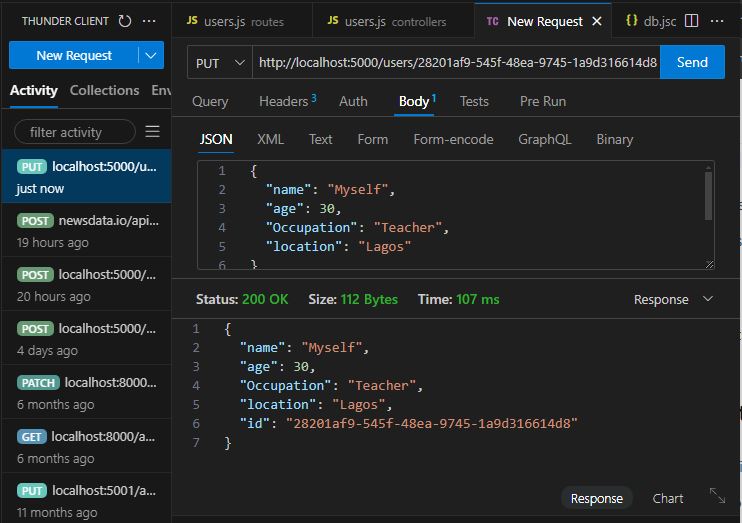 THUNDER CLIENT
JS users.js routes
JS users.js controllers
TC New Request
{} db.jsc
New Request
PUT
http://localhost:5000/users/28201af9-545f-48ea-9745-1a9d316614d8
Send
Activity Collections Env
Query Headers 3 Auth Body 1 Tests Pre Run
filter activity
JSON XML Text Form Form-encode GraphQL Binary
PUT localhost:5000/u...
just now
POST newsdata.io/api...
19 hours ago
POST localhost:5000/...
20 hours ago
POST localhost:5000/...
4 days ago
PATCH localhost:8000...
6 months ago
GET localhost:8000/a...
6 months ago
PUT localhost:5001/a...
11 months ago
1 {
2 "name": "Myself",
3 "age": 30,
4 "Occupation": "Teacher",
5 "location": "Lagos"
6 }
Status: 200 OK Size: 112 Bytes Time: 107 ms
Response
1 {
2 "name": "Myself",
3 "age": 30,
4 "Occupation": "Teacher",
5 "location": "Lagos",
6 "id": "28201af9-545f-48ea-9745-1a9d316614d8"
7 }
Response Chart